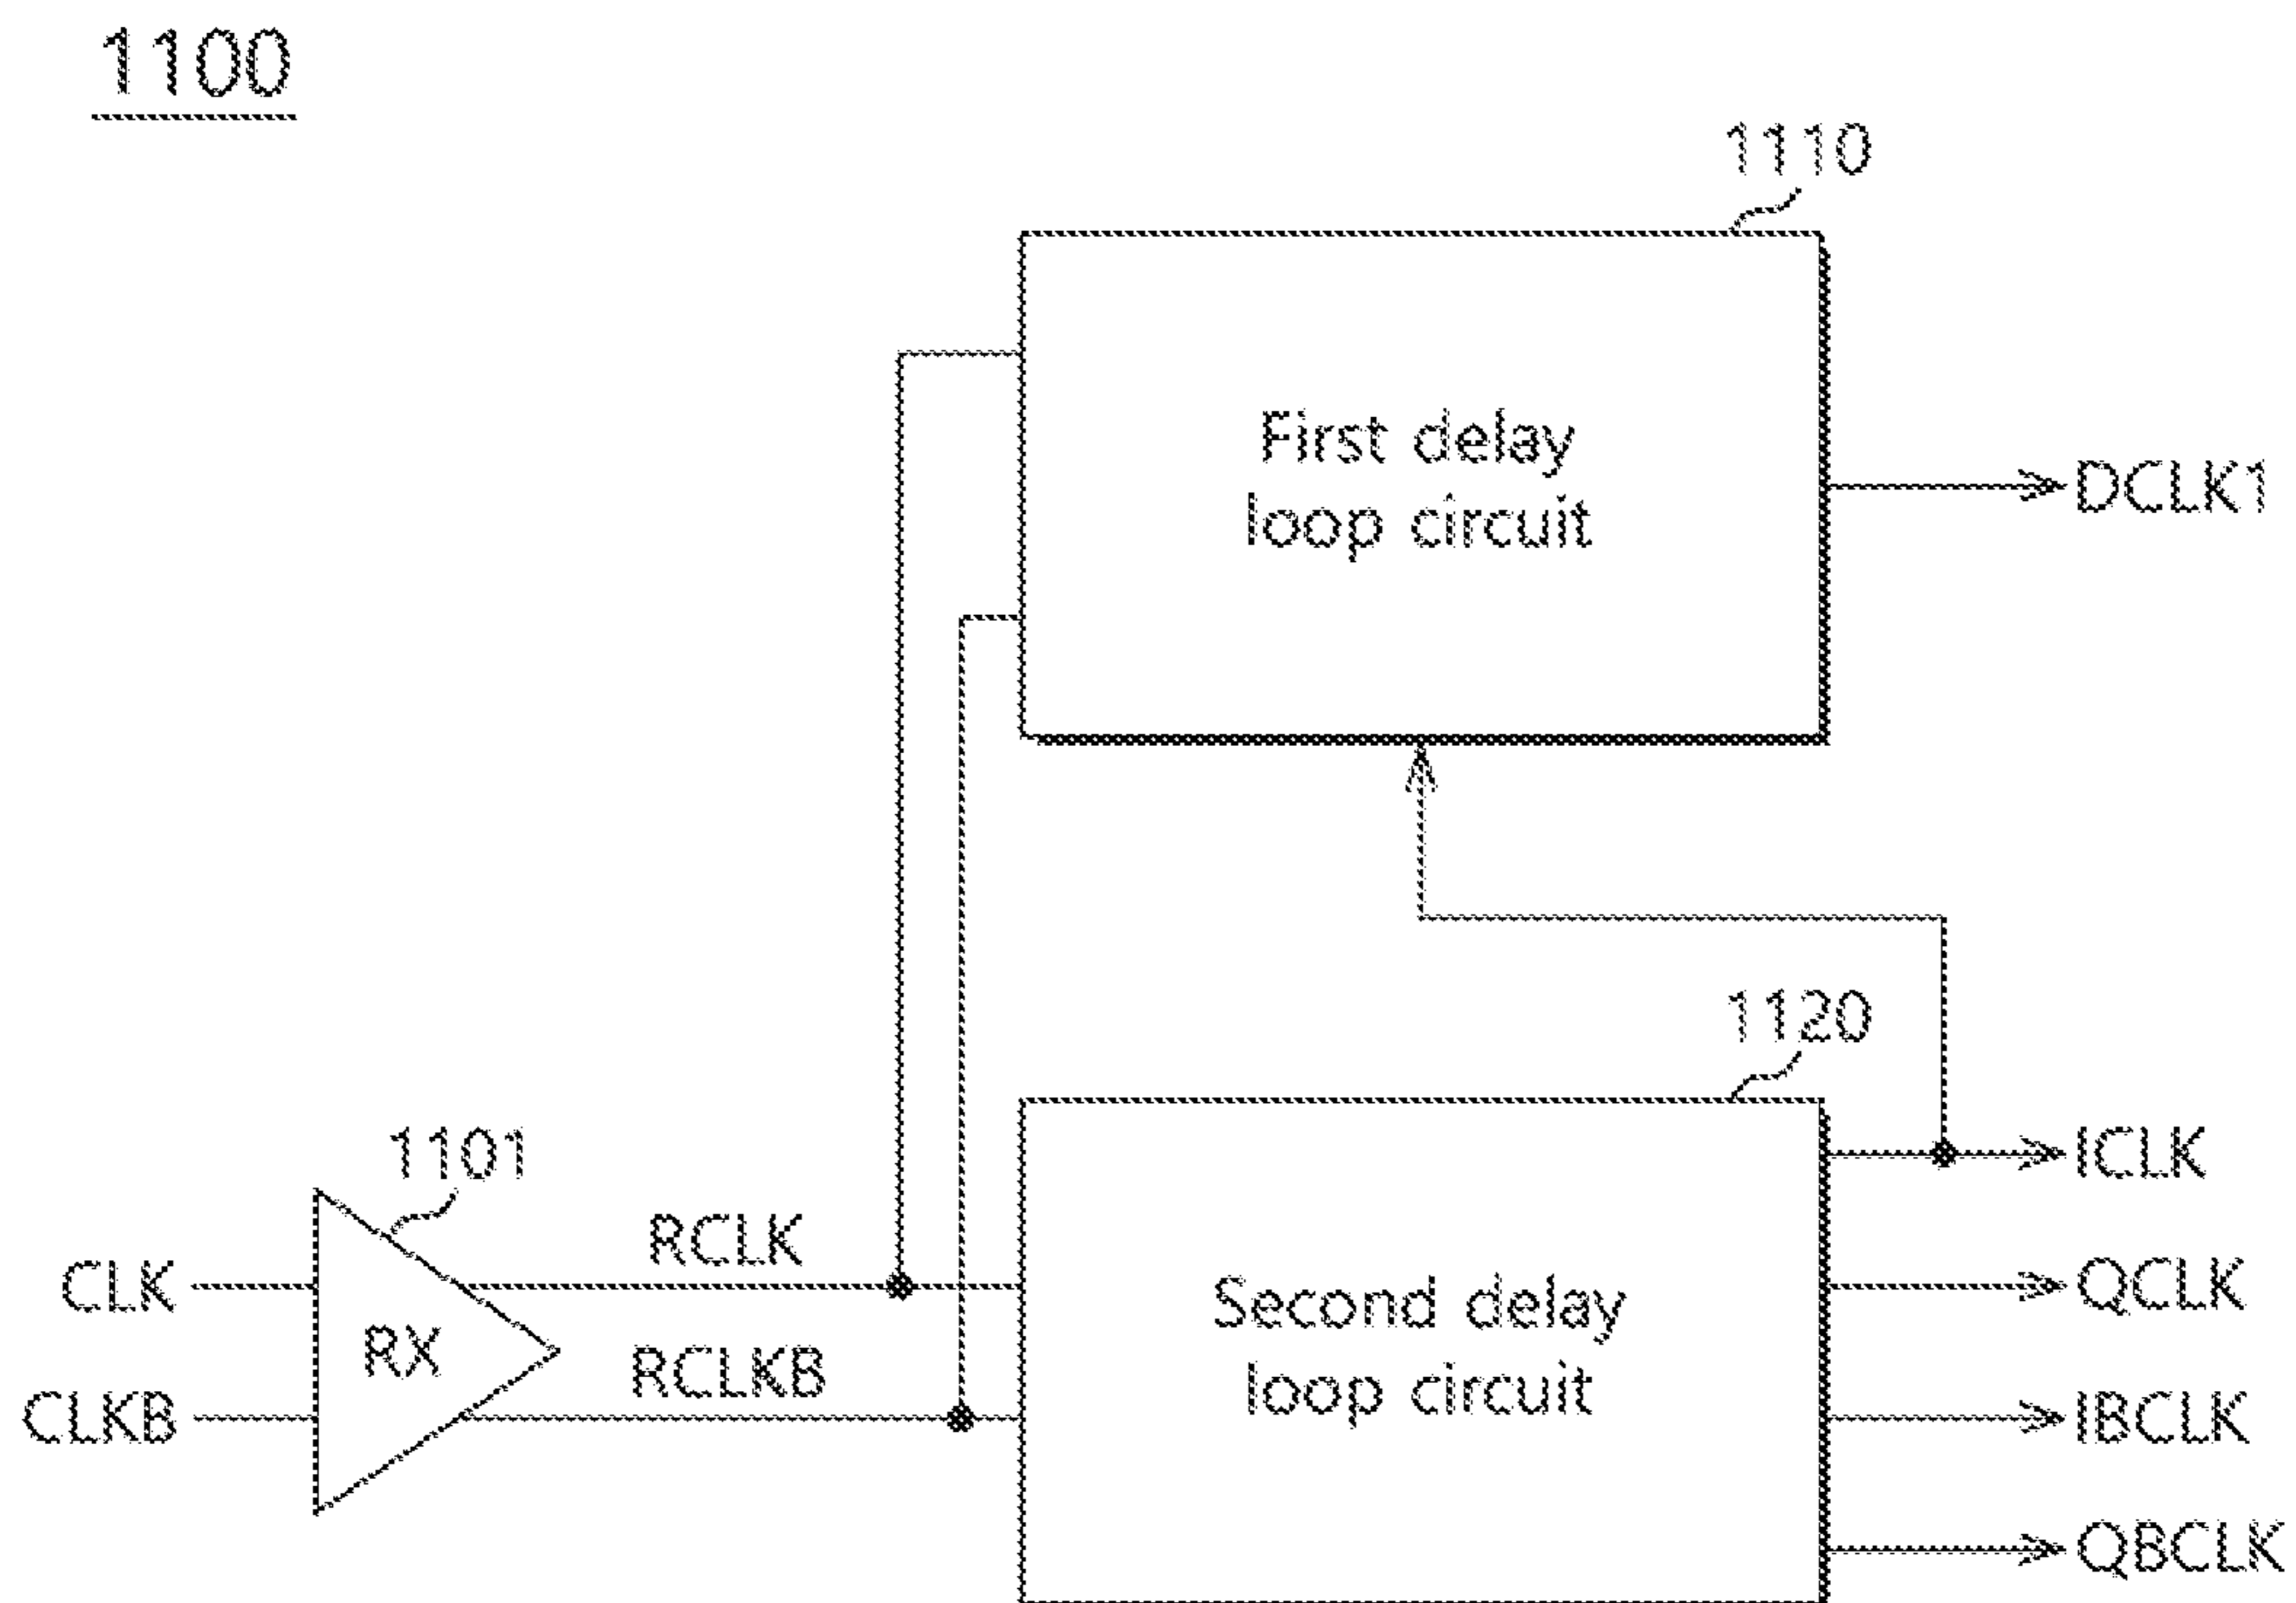 1100
1110
First delay
loop circuit
DCLK1
1120
1101
ICLK
RCLK
CLK
QCLK
Second delay
RX
loop circuit
RCLKB
CLKB
IBCLK
QBCLK